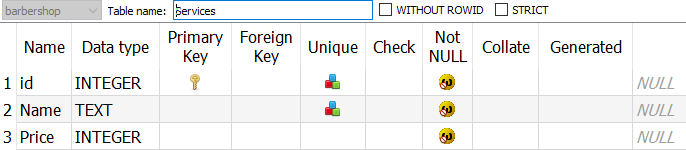 barbershop Table name: Services WITHOUT ROWID STRICT
Name Data type Primary Key Foreign Key Unique Check Not NULL Collate Generated
1 id INTEGER NULL
2 Name TEXT NULL
3 Price INTEGER NULL